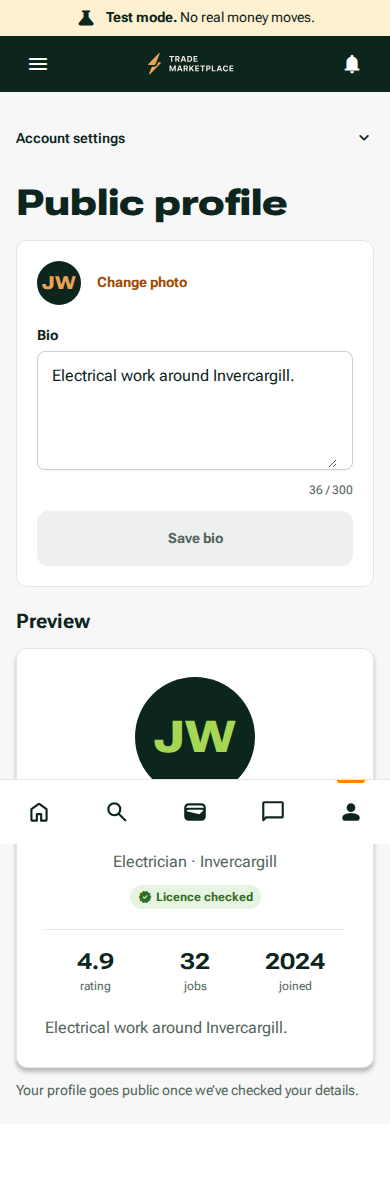 Test mode. No real money moves.
TRADE
MARKETPLACE
Account settings
Public profile
JW
Change photo
Bio
Electrical work around Invercargill.
36 / 300
Save bio
Preview
JW
Electrician · Invercargill
Licence checked
4.9 32 2024
rating jobs joined
Electrical work around Invercargill.
Your profile goes public once we’ve checked your details.